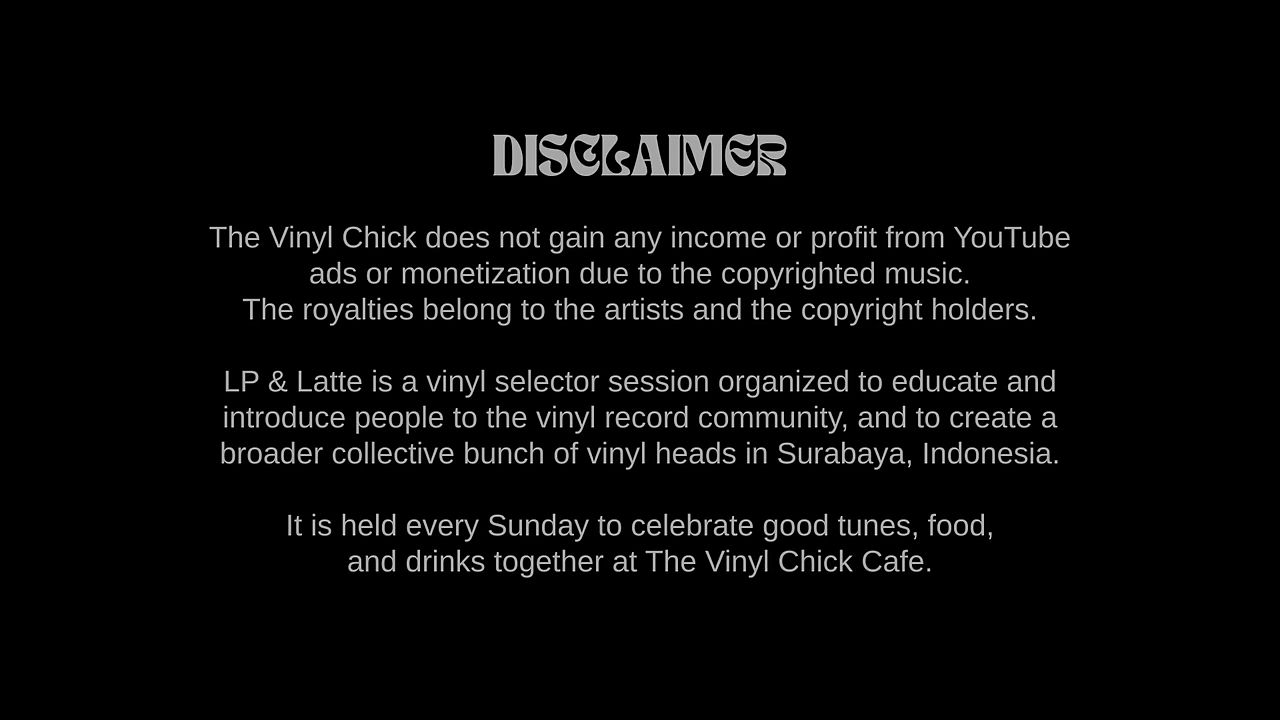 DISCLAIMER
The Vinyl Chick does not gain any income or profit from YouTube
ads or monetization due to the copyrighted music.
The royalties belong to the artists and the copyright holders.
LP & Latte is a vinyl selector session organized to educate and
introduce people to the vinyl record community, and to create a
broader collective bunch of vinyl heads in Surabaya, Indonesia.
It is held every Sunday to celebrate good tunes, food,
and drinks together at The Vinyl Chick Cafe.